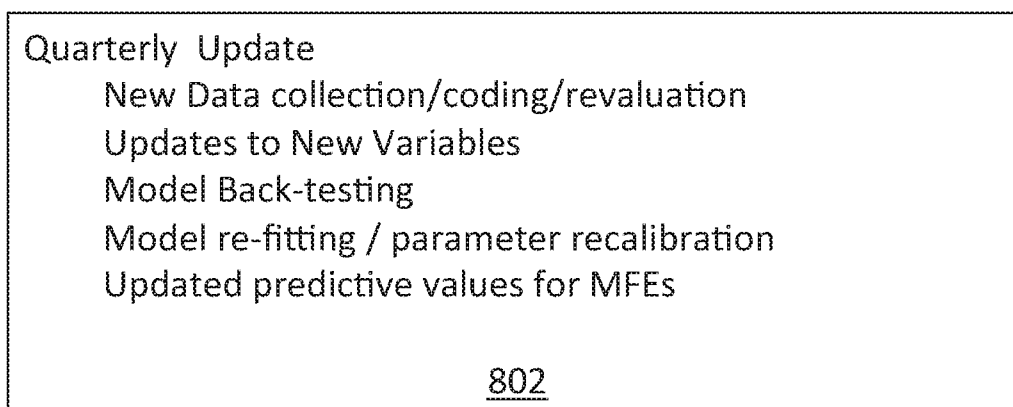 Quarterly Update
New Data collection/coding/revaluation
Updates to New Variables
Model Back-testing
Model re-fitting / parameter recalibration
Updated predictive values for MFEs
802